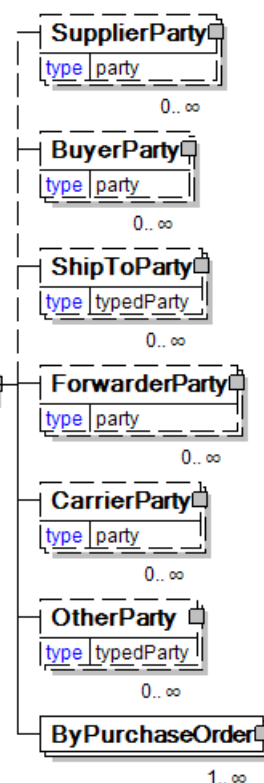 SupplierParty
type party
0.. ∞
BuyerParty
type party
0.. ∞
ShipToParty
type typedParty
0.. ∞
ForwarderParty
type party
0.. ∞
CarrierParty
type party
0.. ∞
OtherParty
type typedParty
0.. ∞
ByPurchaseOrder
1.. ∞